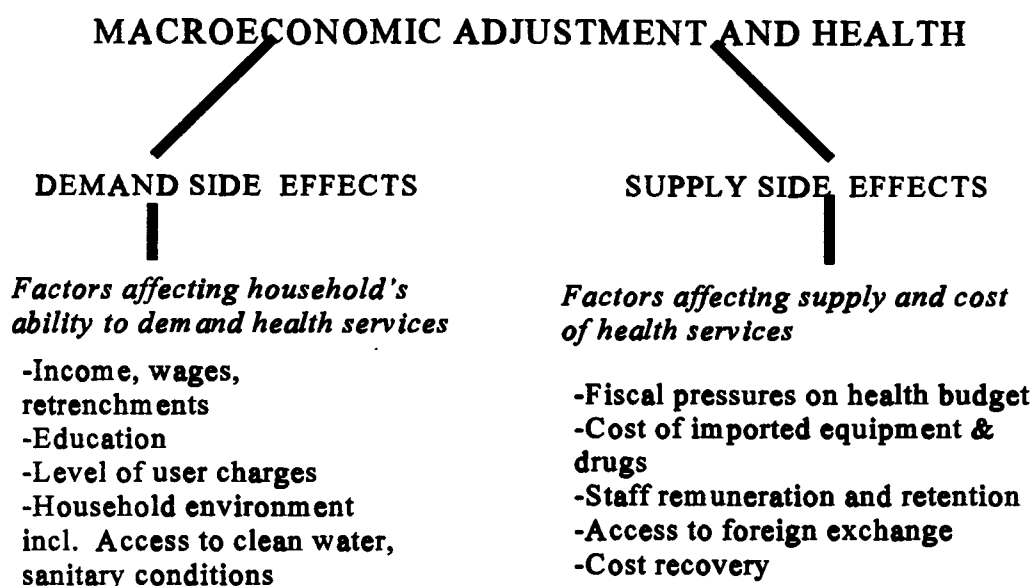 MACROECONOMIC ADJUSTMENT AND HEALTH
DEMAND SIDE EFFECTS
Factors affecting household's
ability to demand health services
-Income, wages,
retrenchments
-Education
-Level of user charges
-Household environment
incl. Access to clean water,
sanitary conditions
SUPPLY SIDE EFFECTS
Factors affecting supply and cost
of health services
-Fiscal pressures on health budget
-Cost of imported equipment &
drugs
-Staff remuneration and retention
-Access to foreign exchange
-Cost recovery